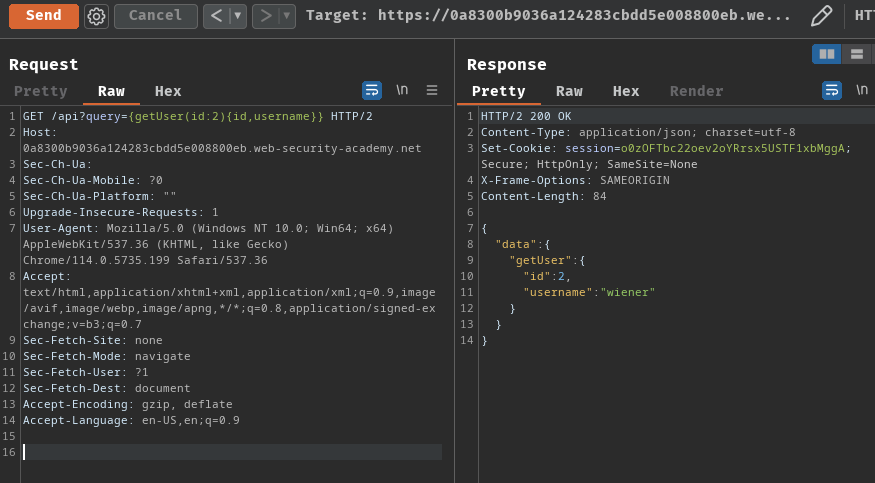 Send Cancel < > Target: https://0a8300b9036a124283cbdd5e008800eb.we... HT
Request
Pretty Raw Hex \n
1 GET /api?query={getUser(id:2){id,username}} HTTP/2
2 Host:
0a8300b9036a124283cbdd5e008800eb.web-security-academy.net
3 Sec-Ch-Ua:
4 Sec-Ch-Ua-Mobile: ?0
5 Sec-Ch-Ua-Platform: ""
6 Upgrade-Insecure-Requests: 1
7 User-Agent: Mozilla/5.0 (Windows NT 10.0; Win64; x64)
AppleWebKit/537.36 (KHTML, like Gecko)
Chrome/114.0.5735.199 Safari/537.36
8 Accept:
text/html,application/xhtml+xml,application/xml;q=0.9,image
/avif,image/webp,image/apng,*/*;q=0.8,application/signed-ex
change;v=b3;q=0.7
9 Sec-Fetch-Site: none
10 Sec-Fetch-Mode: navigate
11 Sec-Fetch-User: ?1
12 Sec-Fetch-Dest: document
13 Accept-Encoding: gzip, deflate
14 Accept-Language: en-US,en;q=0.9
15
16
Response
Pretty Raw Hex Render \n
1 HTTP/2 200 OK
2 Content-Type: application/json; charset=utf-8
3 Set-Cookie: session=o0zOFTbc22oev2oYRrsx5USTF1xbMggA;
Secure; HttpOnly; SameSite=None
4 X-Frame-Options: SAMEORIGIN
5 Content-Length: 84
6
7 {
8 "data":{
9 "getUser":{
10 "id":2,
11 "username":"wiener"
12 }
13 }
14 }